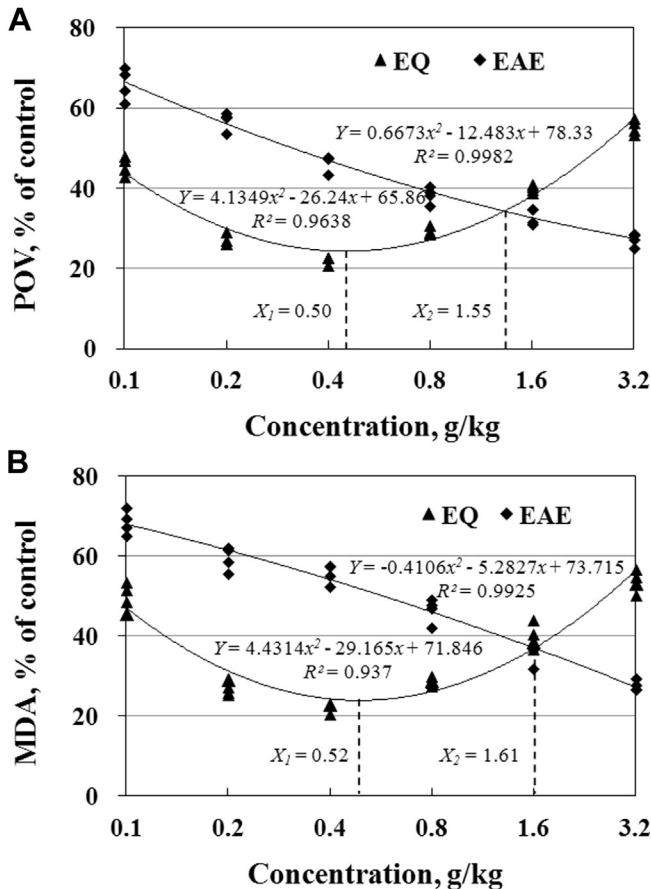 A
80
60
40
20
0
POV, % of control
▲ EQ ◆ EAE
Y = 0.6673x² - 12.483x + 78.33
R² = 0.9982
Y = 4.1349x² - 26.24x + 65.86
R² = 0.9638
X₁ = 0.50
X₂ = 1.55
0.1 0.2 0.4 0.8 1.6 3.2
Concentration, g/kg
B
80
60
40
20
0
MDA, % of control
▲ EQ ◆ EAE
Y = -0.4106x² - 5.2827x + 73.715
R² = 0.9925
Y = 4.4314x² - 29.165x + 71.846
R² = 0.937
X₁ = 0.52
X₂ = 1.61
0.1 0.2 0.4 0.8 1.6 3.2
Concentration, g/kg